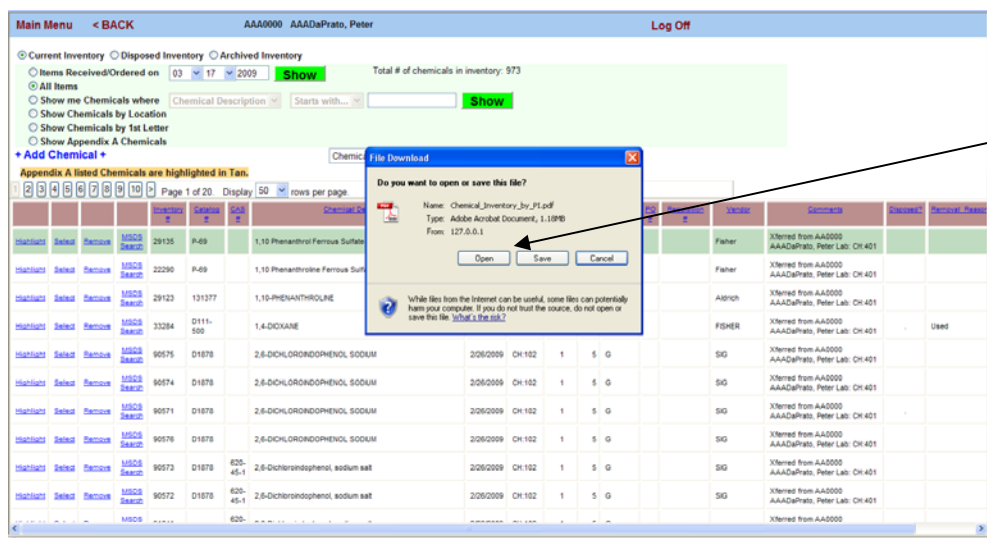 Main Menu < BACK AAA0000 AAADaPrato, Peter Log Off
Current Inventory Disposed Inventory Archived Inventory
Items Received/Ordered on 03 17 2009 Show Total # of chemicals in inventory: 973
All Items
Show me Chemicals where Chemical Description Starts with... Show
Show Chemicals by Location
Show Chemicals by 1st Letter
Show Appendix A Chemicals
+ Add Chemical + Chemic
Appendix A listed Chemicals are highlighted in Tan.
1 2 3 4 5 6 7 8 9 10 > Page 1 of 20. Display 50 rows per page.
File Download
Do you want to open or save this file?
Name: Chemical_Inventory_by_PI.pdf
Type: Adobe Acrobat Document, 1.18MB
From: 127.0.0.1
Open Save Cancel
While files from the Internet can be useful, some files can potentially
harm your computer. If you do not trust the source, do not open or
save this file. What's the risk?
Inventory # Catalog # CAS # Chemical De PO # Vendor Comments Disposed? Removal Reason
Highlight Select Remove MSDS Search 29135 P-69 1,10 Phenanthrol Ferrous Sulfate Fisher Xferred from AA0000 AAADaPrato, Peter Lab: CH:401
Highlight Select Remove MSDS Search 22290 P-69 1,10 Phenanthroline Ferrous Sulf Fisher Xferred from AA0000 AAADaPrato, Peter Lab: CH:401
Highlight Select Remove MSDS Search 29123 131377 1,10-PHENANTHROLINE Aldrich Xferred from AA0000 AAADaPrato, Peter Lab: CH:401
Highlight Select Remove MSDS Search 33284 D111-500 1,4-DIOXANE FISHER Xferred from AA0000 AAADaPrato, Peter Lab: CH:401 Used
Highlight Select Remove MSDS Search 90575 D1878 2,6-DICHLOROINDOPHENOL SODIUM 2/26/2009 CH:102 1 5 G SIG Xferred from AA0000 AAADaPrato, Peter Lab: CH:401
Highlight Select Remove MSDS Search 90574 D1878 2,6-DICHLOROINDOPHENOL SODIUM 2/26/2009 CH:102 1 5 G SIG Xferred from AA0000 AAADaPrato, Peter Lab: CH:401
Highlight Select Remove MSDS Search 90571 D1878 2,6-DICHLOROINDOPHENOL SODIUM 2/26/2009 CH:102 1 5 G SIG Xferred from AA0000 AAADaPrato, Peter Lab: CH:401
Highlight Select Remove MSDS Search 90576 D1878 2,6-DICHLOROINDOPHENOL SODIUM 2/26/2009 CH:102 1 5 G SIG Xferred from AA0000 AAADaPrato, Peter Lab: CH:401
Highlight Select Remove MSDS Search 90573 D1878 620-45-1 2,6-Dichloroindophenol, sodium salt 2/26/2009 CH:102 1 5 G SIG Xferred from AA0000 AAADaPrato, Peter Lab: CH:401
Highlight Select Remove MSDS Search 90572 D1878 620-45-1 2,6-Dichloroindophenol, sodium salt 2/26/2009 CH:102 1 5 G SIG Xferred from AA0000 AAADaPrato, Peter Lab: CH:401
MSDS 620- Xferred from AA0000